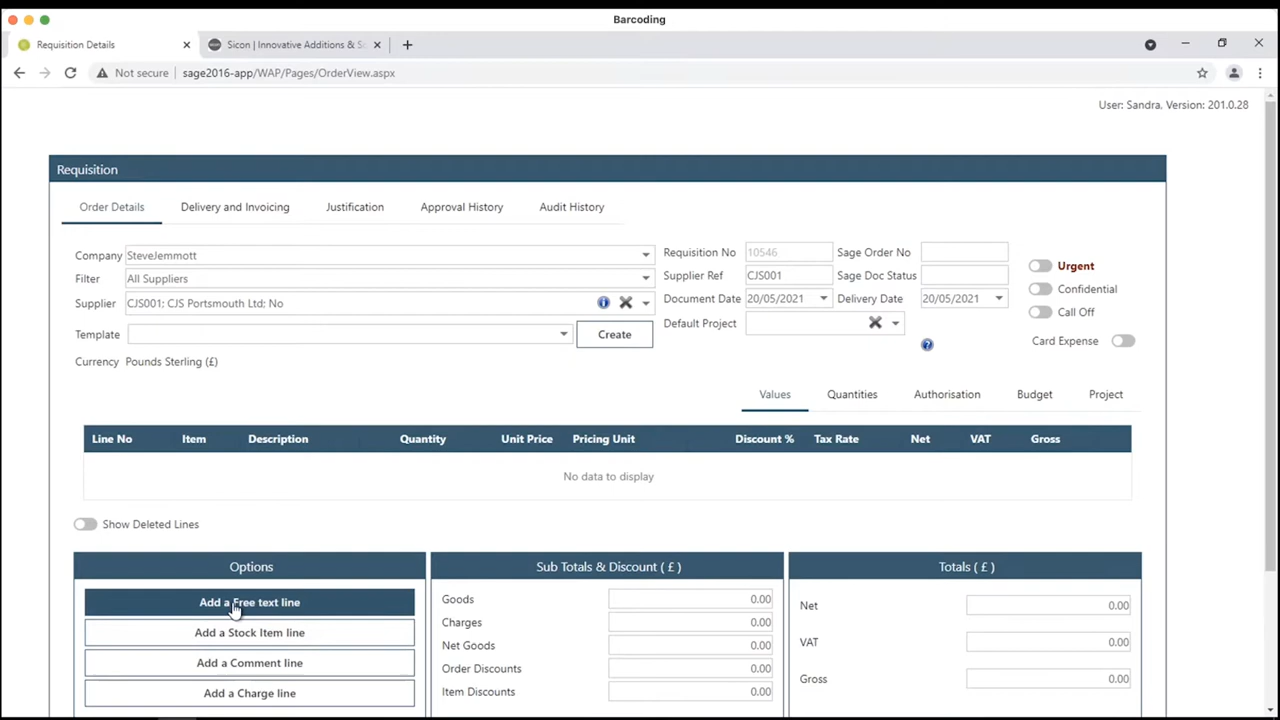 Barcoding
Requisition Details
Sicon | Innovative Additions & S
Not secure | sage2016-app/WAP/Pages/OrderView.aspx
User: Sandra, Version: 201.0.28
Requisition
Order Details Delivery and Invoicing Justification Approval History Audit History
Company SteveJemmott Requisition No 10546 Sage Order No
Urgent
Filter All Suppliers Supplier Ref CJS001 Sage Doc Status
Confidential
Supplier CJS001: CJS Portsmouth Ltd: No Document Date 20/05/2021 Delivery Date 20/05/2021
Call Off
Default Project
Template Create
Card Expense
Currency Pounds Sterling (£)
Values Quantities Authorisation Budget Project
Line No Item Description Quantity Unit Price Pricing Unit Discount % Tax Rate Net VAT Gross
No data to display
Show Deleted Lines
Options
Add a Free text line
Add a Stock Item line
Add a Comment line
Add a Charge line
Sub Totals & Discount ( £ )
Goods 0.00
Charges 0.00
Net Goods 0.00
Order Discounts 0.00
Item Discounts 0.00
Totals ( £ )
Net 0.00
VAT 0.00
Gross 0.00